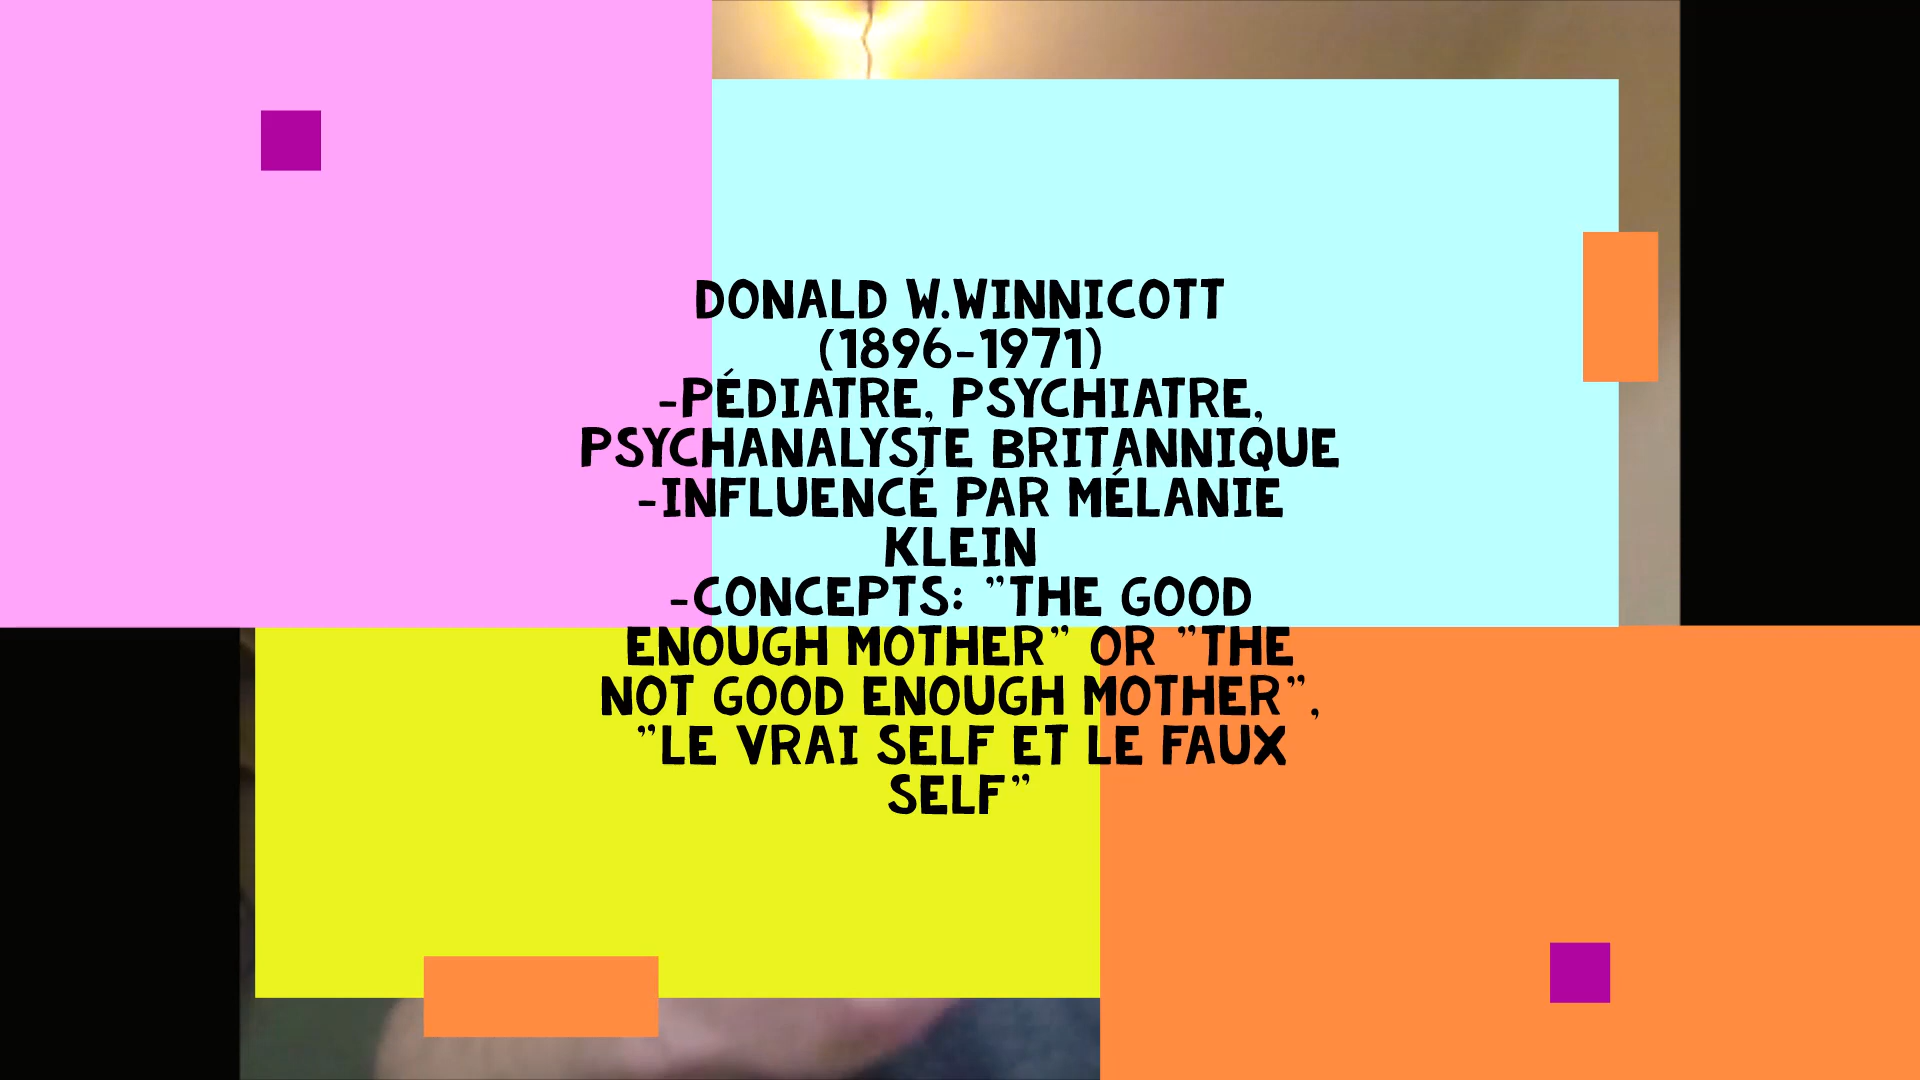 DONALD W.WINNICOTT
(1896-1971)
-PÉDIATRE, PSYCHIATRE,
PSYCHANALYSTE BRITANNIQUE
-INFLUENCÉ PAR MÉLANIE
KLEIN
-CONCEPTS: "THE GOOD
ENOUGH MOTHER" OR "THE
NOT GOOD ENOUGH MOTHER",
"LE VRAI SELF ET LE FAUX
SELF"